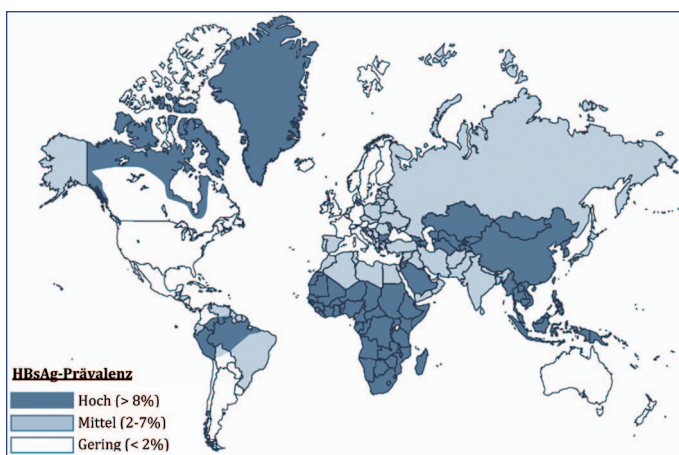 HBsAg-Prävalenz
Hoch (> 8%)
Mittel (2-7%)
Gering (< 2%)